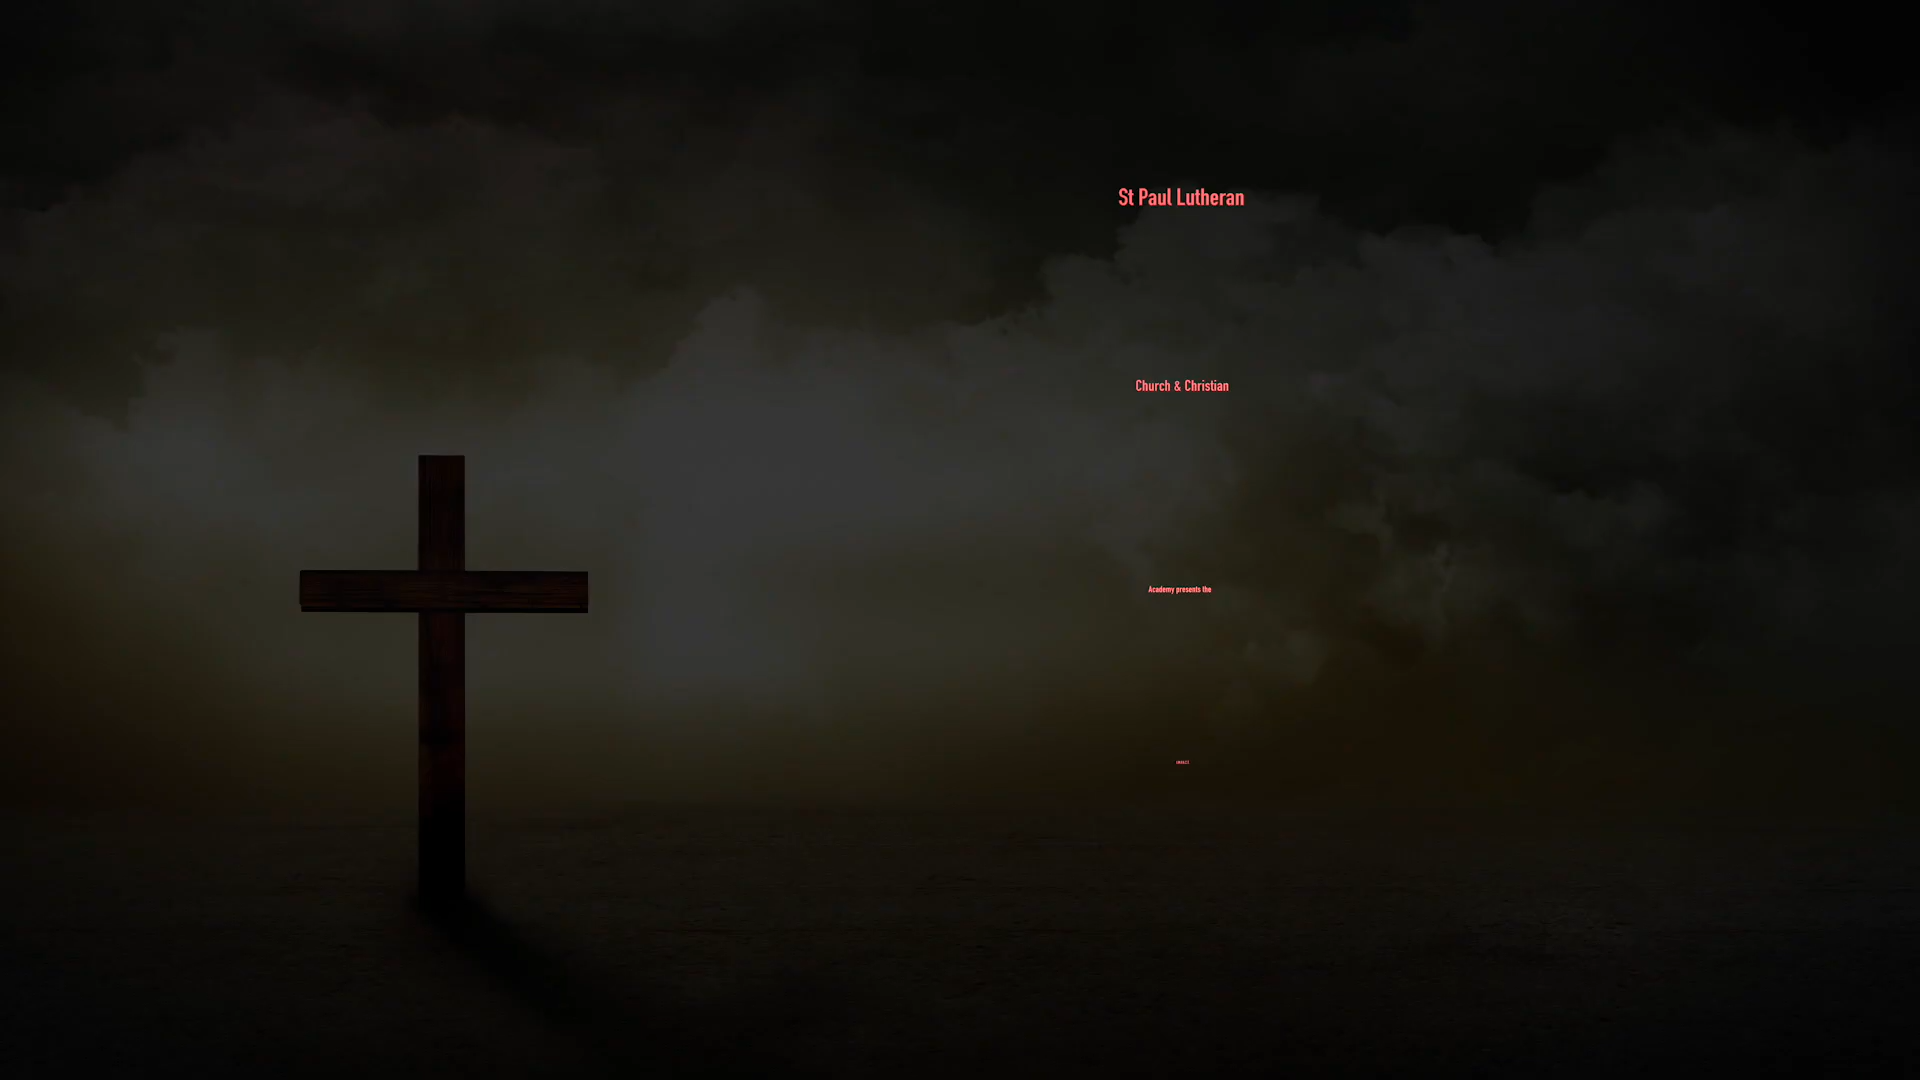 St Paul Lutheran
Church & Christian
Academy presents the